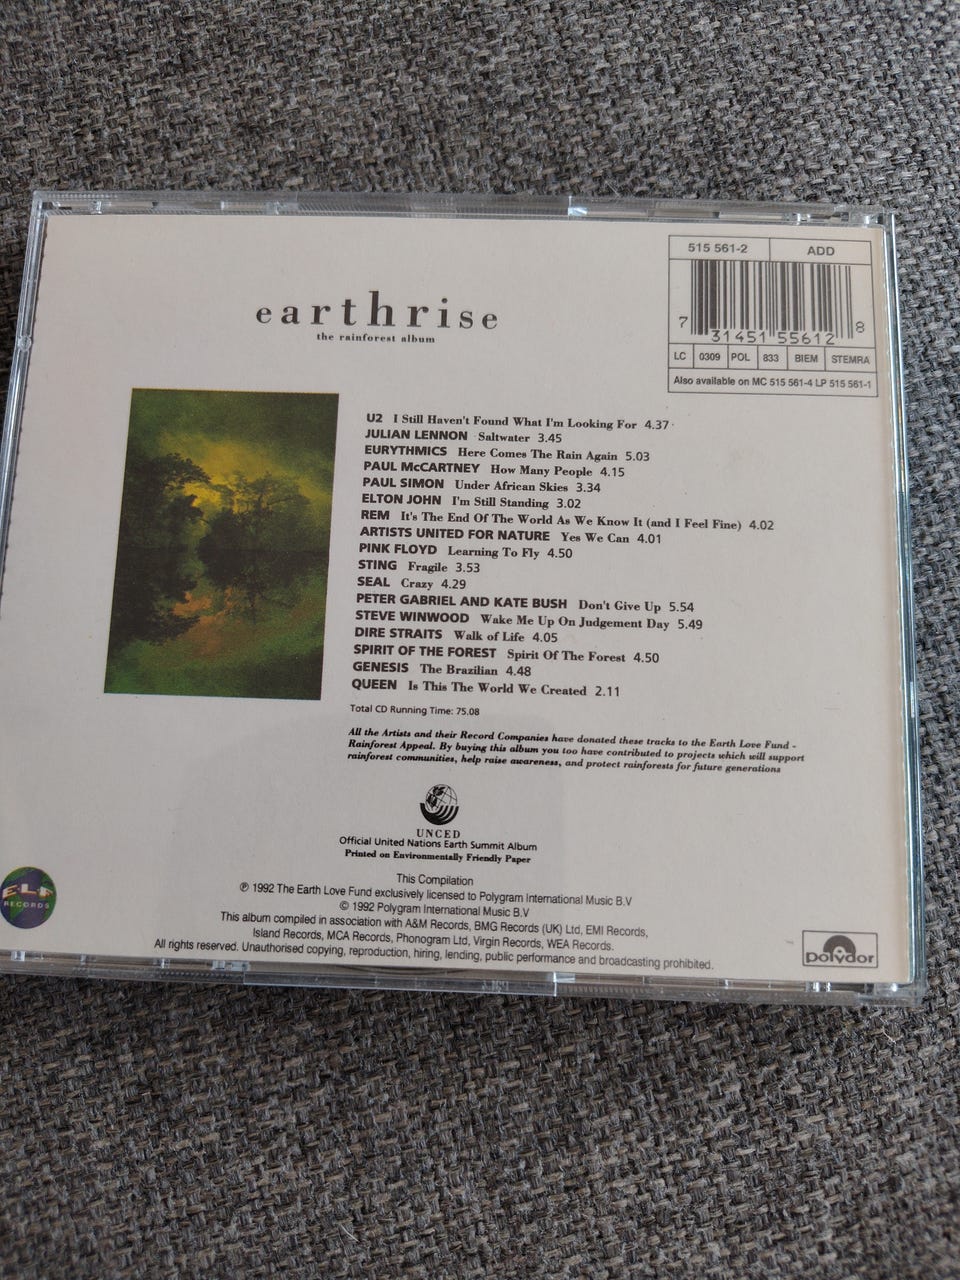 515 561-2 ADD
7 31451 55612 8
LC 0309 POL 833 BIEM STEMRA
Also available on MC 515 561-4 LP 515 561-1
earthrise
the rainforest album
U2 I Still Haven't Found What I'm Looking For 4.37
JULIAN LENNON Saltwater 3.45
EURYTHMICS Here Comes The Rain Again 5.03
PAUL McCARTNEY How Many People 4.15
PAUL SIMON Under African Skies 3.34
ELTON JOHN I'm Still Standing 3.02
REM It's The End Of The World As We Know It (and I Feel Fine) 4.02
ARTISTS UNITED FOR NATURE Yes We Can 4.01
PINK FLOYD Learning To Fly 4.50
STING Fragile 3.53
SEAL Crazy 4.29
PETER GABRIEL AND KATE BUSH Don't Give Up 5.54
STEVE WINWOOD Wake Me Up On Judgement Day 5.49
DIRE STRAITS Walk of Life 4.05
SPIRIT OF THE FOREST Spirit Of The Forest 4.50
GENESIS The Brazilian 4.48
QUEEN Is This The World We Created 2.11
Total CD Running Time: 75.08
All the Artists and their Record Companies have donated these tracks to the Earth Love Fund -
Rainforest Appeal. By buying this album you too have contributed to projects which will support
rainforest communities, help raise awareness, and protect rainforests for future generations
UNCED
Official United Nations Earth Summit Album
Printed on Environmentally Friendly Paper
This Compilation
℗ 1992 The Earth Love Fund exclusively licensed to Polygram International Music B.V
© 1992 Polygram International Music B.V
This album compiled in association with A&M Records, BMG Records (UK) Ltd, EMI Records,
Island Records, MCA Records, Phonogram Ltd, Virgin Records, WEA Records.
All rights reserved. Unauthorised copying, reproduction, hiring, lending, public performance and broadcasting prohibited.
ELF
RECORDS
polydor